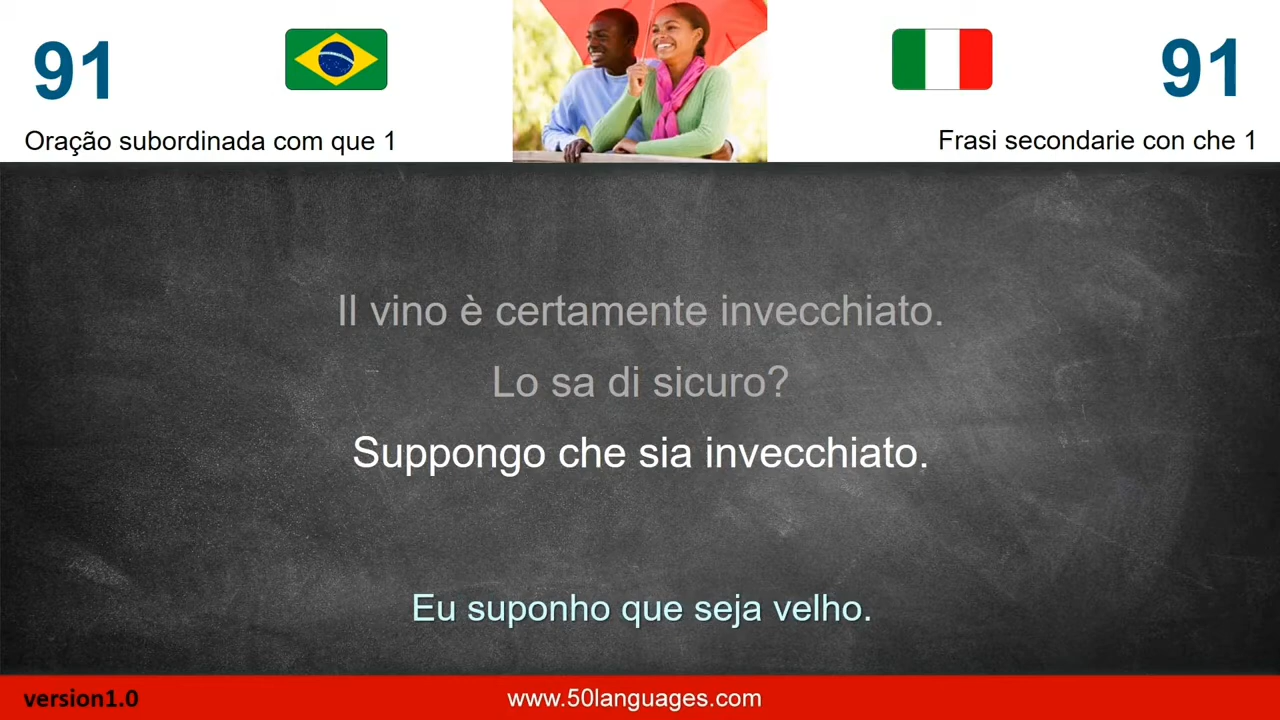 91
91
Oração subordinada com que 1
Frasi secondarie con che 1
Il vino è certamente invecchiato.
Lo sa di sicuro?
Suppongo che sia invecchiato.
Eu suponho que seja velho.
version1.0
www.50languages.com